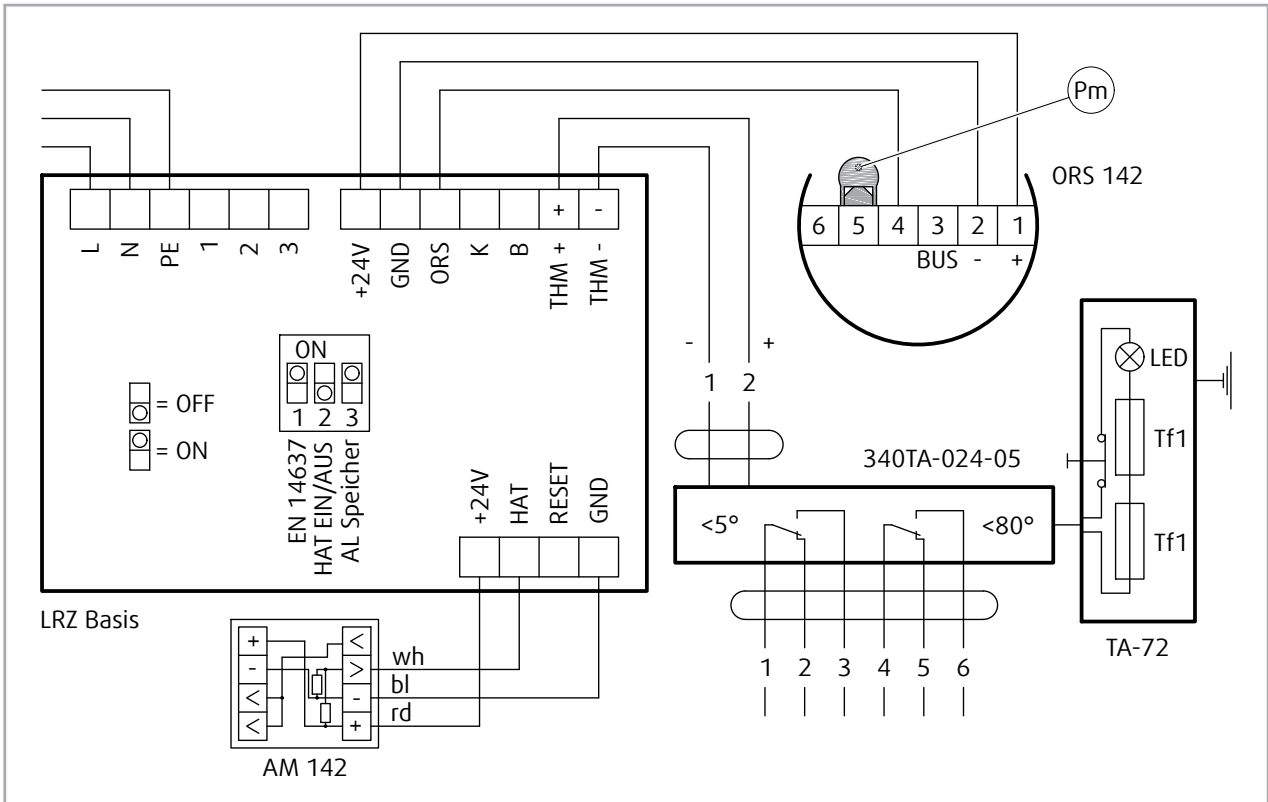 Pm
ORS 142
6 5 4 3 2 1
BUS - +
L N PE 1 2 3
+ -
+24V GND ORS K B THM + THM -
ON
1 2 3
EN 14637
HAT EIN/AUS
AL Speicher
= OFF
= ON
+24V HAT RESET GND
LRZ Basis
+ - < <
< > - +
wh
bl
rd
AM 142
- +
1 2
340TA-024-05
<5° <80°
1 2 3 4 5 6
LED
Tf1
Tf1
TA-72